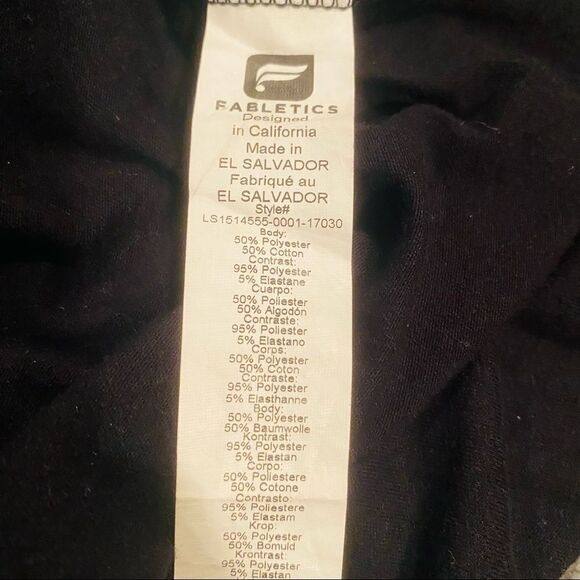 FABLETICS
Designed
in California
Made in
EL SALVADOR
Fabriqué au
EL SALVADOR
Style#
LS1514555-0001-17030
Body:
50% Polyester
50% Cotton
Contrast:
95% Polyester
5% Elastane
Cuerpo:
50% Poliester
50% Algodón
Contraste:
95% Poliester
5% Elastano
Corps:
50% Polyester
50% Coton
Contraste:
95% Polyester
5% Elasthanne
Body:
50% Polyester
50% Baumwolle
Kontrast:
95% Polyester
5% Elastan
Corpo:
50% Poliestere
50% Cotone
Contrasto:
95% Poliestere
5% Elastam
Krop:
50% Polyester
50% Bomuld
Krontrast:
95% Polyester
5% Elastan